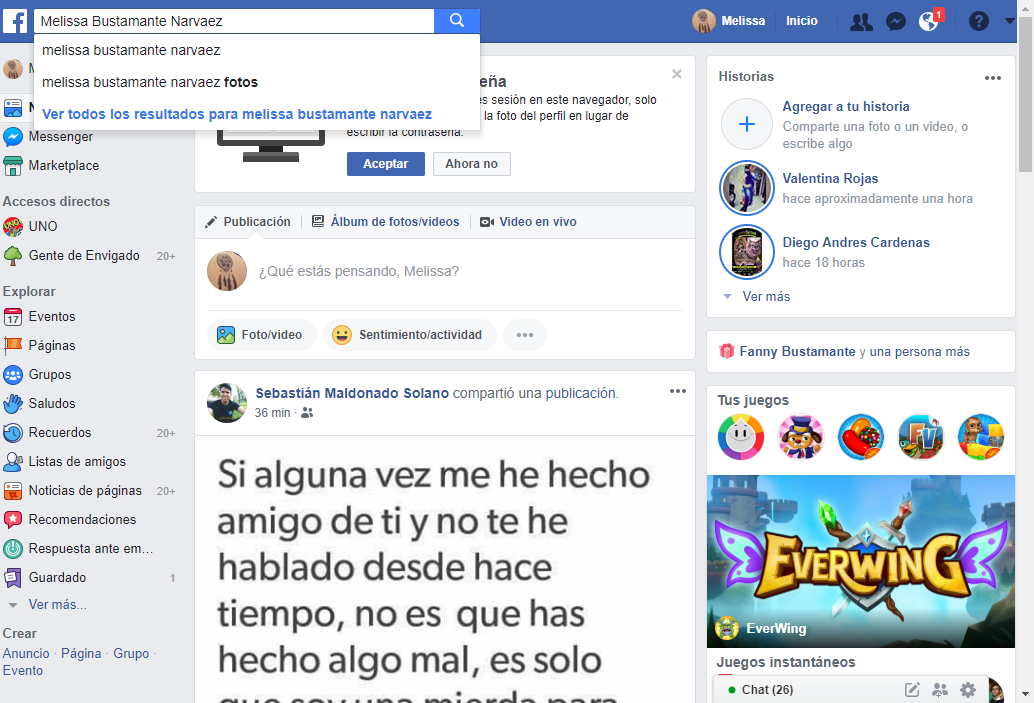 Melissa Bustamante Narvaez
Melissa
Inicio
1
melissa bustamante narvaez
melissa bustamante narvaez fotos
Ver todos los resultados para melissa bustamante narvaez
M
N
Messenger
Marketplace
Accesos directos
UNO
Gente de Envigado 20+
Explorar
17 Eventos
Páginas
Grupos
Saludos
Recuerdos 20+
Listas de amigos
Noticias de páginas 20+
Recomendaciones
Respuesta ante em...
Guardado 1
Ver más...
Crear
Anuncio · Página · Grupo ·
Evento
eña
es sesión en este navegador, solo
la foto del perfil en lugar de
escribir la contraseña.
Aceptar Ahora no
Publicación Álbum de fotos/videos Video en vivo
¿Qué estás pensando, Melissa?
Foto/video Sentimiento/actividad
Sebastián Maldonado Solano compartió una publicación.
36 min ·
Si alguna vez me he hecho
amigo de ti y no te he
hablado desde hace
tiempo, no es que has
hecho algo mal, es solo
que soy una mierda para
Historias
Agregar a tu historia
Comparte una foto o un video, o
escribe algo
Valentina Rojas
hace aproximadamente una hora
Diego Andres Cardenas
hace 18 horas
Ver más
Fanny Bustamante y una persona más
Tus juegos
FV
EVERWING
EverWing
Juegos instantáneos
Chat (26)